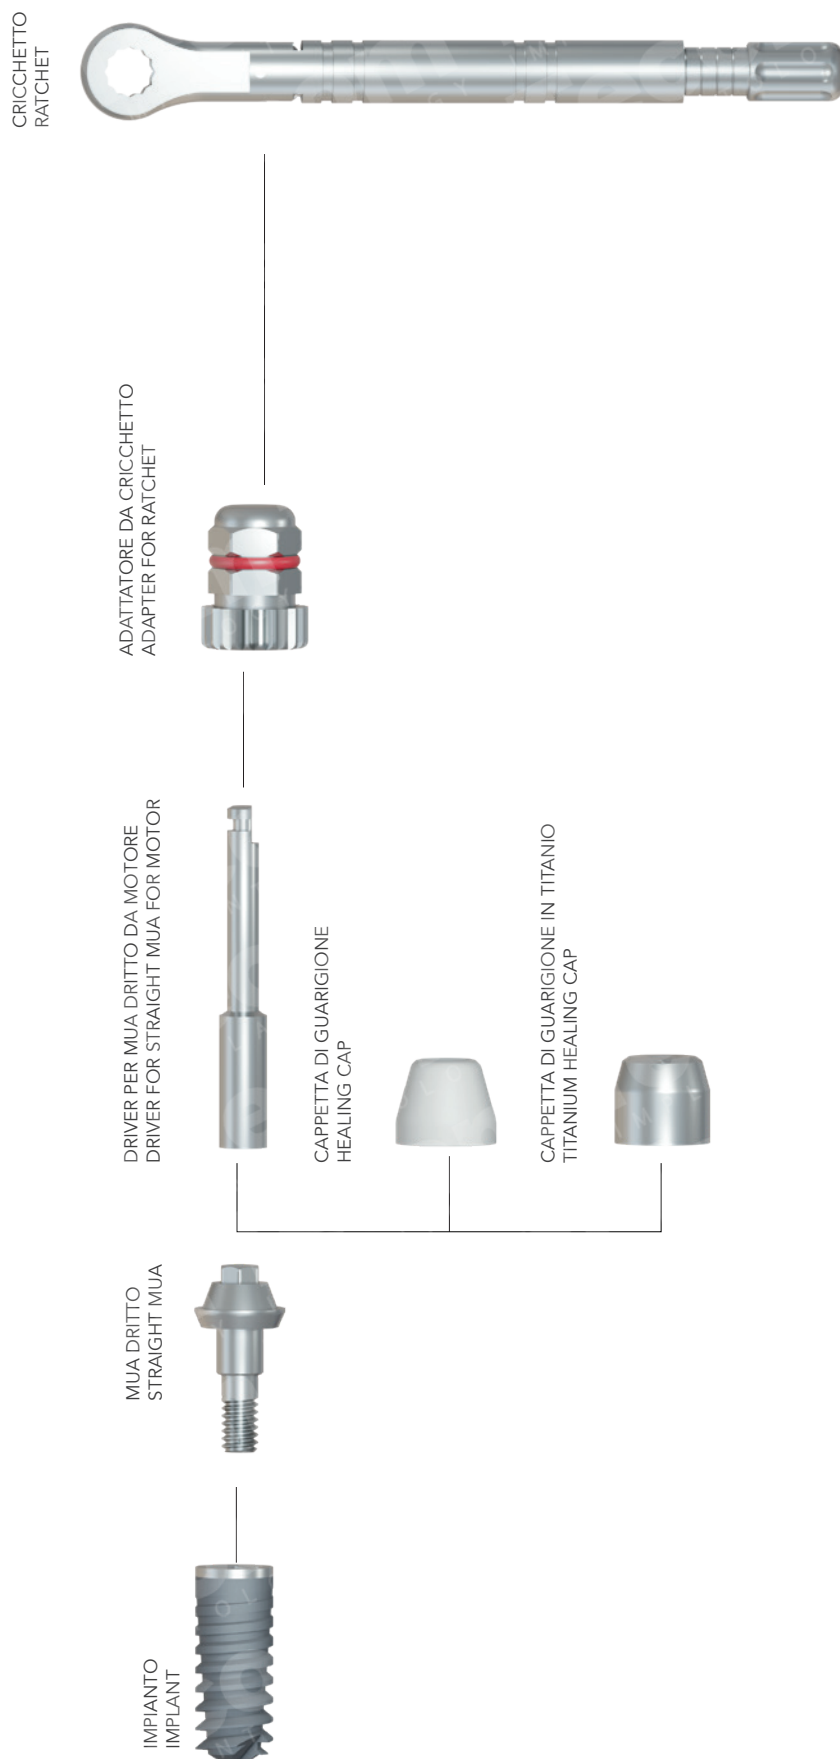 CRICCHETTO
RATCHET
ADATTATORE DA CRICCHETTO
ADAPTER FOR RATCHET
DRIVER PER MUA DRITTO DA MOTORE
DRIVER FOR STRAIGHT MUA FOR MOTOR
CAPPETTA DI GUARIGIONE
HEALING CAP
CAPPETTA DI GUARIGIONE IN TITANIO
TITANIUM HEALING CAP
MUA DRITTO
STRAIGHT MUA
IMPIANTO
IMPLANT